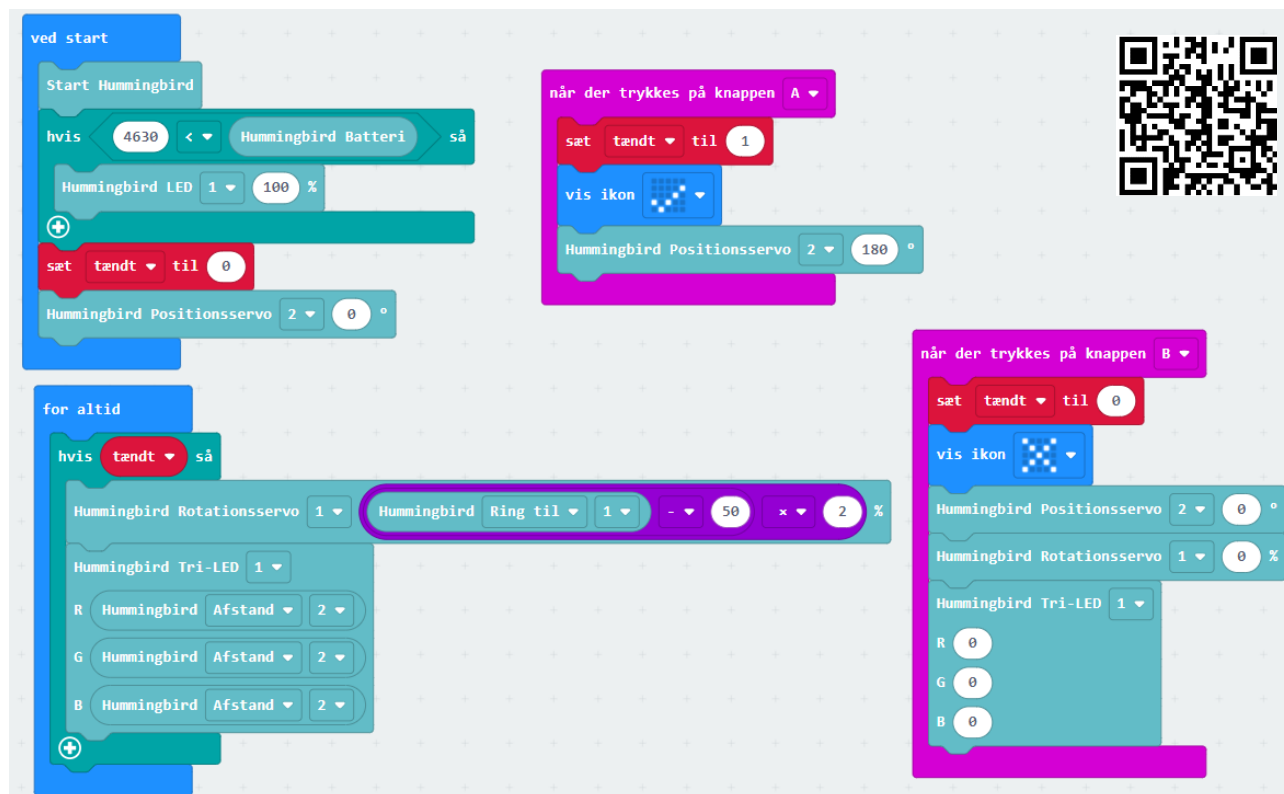 ved start
Start Hummingbird
hvis 4630 < Hummingbird Batteri så
Hummingbird LED 1 100 %
sæt tændt til 0
Hummingbird Positionsservo 2 0 °
når der trykkes på knappen A
sæt tændt til 1
vis ikon
Hummingbird Positionsservo 2 180 °
for altid
hvis tændt så
Hummingbird Rotationsservo 1 Hummingbird Ring til 1 - 50 × 2 %
Hummingbird Tri-LED 1
R Hummingbird Afstand 2
G Hummingbird Afstand 2
B Hummingbird Afstand 2
når der trykkes på knappen B
sæt tændt til 0
vis ikon
Hummingbird Positionsservo 2 0 °
Hummingbird Rotationsservo 1 0 %
Hummingbird Tri-LED 1
R 0
G 0
B 0